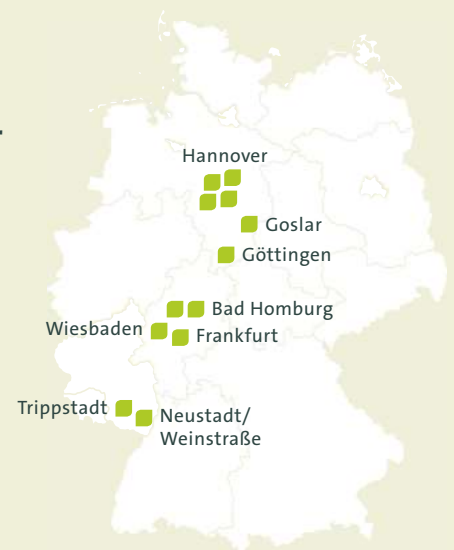 Hannover
Goslar
Göttingen
Bad Homburg
Wiesbaden
Frankfurt
Trippstadt
Neustadt/
Weinstraße